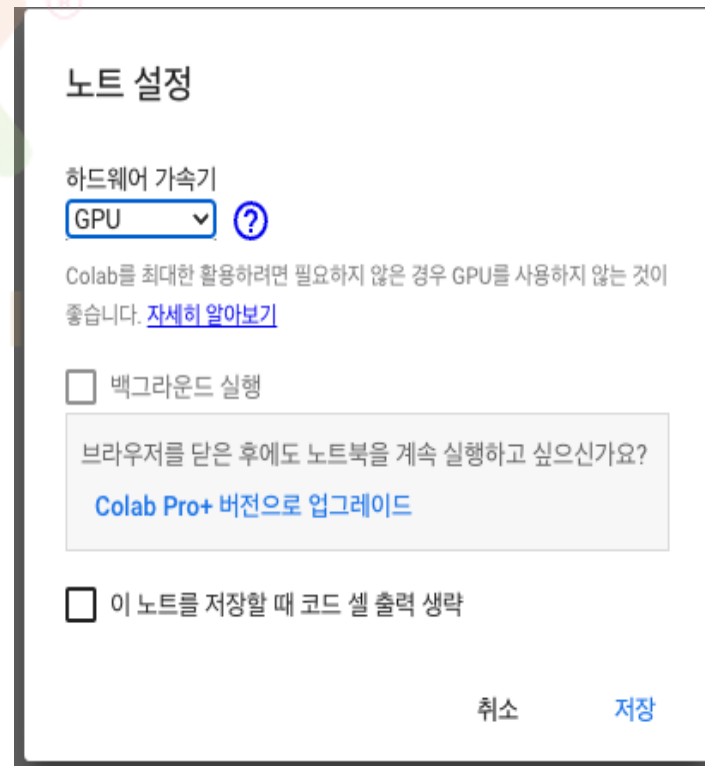 노트 설정
하드웨어 가속기
GPU
Colab를 최대한 활용하려면 필요하지 않은 경우 GPU를 사용하지 않는 것이
좋습니다. 자세히 알아보기
백그라운드 실행
브라우저를 닫은 후에도 노트북을 계속 실행하고 싶으신가요?
Colab Pro+ 버전으로 업그레이드
이 노트를 저장할 때 코드 셀 출력 생략
취소 저장